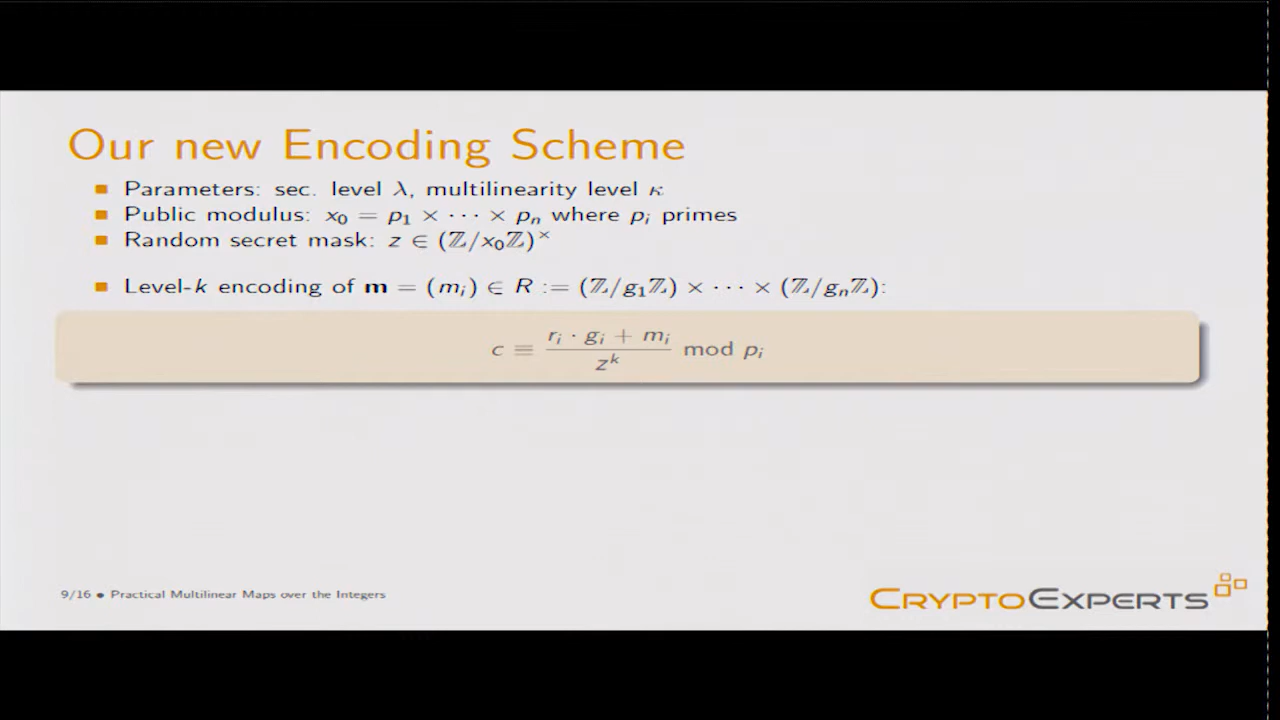 Our new Encoding Scheme
Parameters: sec. level λ, multilinearity level κ
Public modulus: x₀ = p₁ × ··· × pₙ where pᵢ primes
Random secret mask: z ∈ (ℤ/x₀ℤ)^×
Level-k encoding of m = (mᵢ) ∈ R := (ℤ/g₁ℤ) × ··· × (ℤ/gₙℤ):
c ≡ (rᵢ · gᵢ + mᵢ)/zᵏ mod pᵢ
9/16 • Practical Multilinear Maps over the Integers
CRYPTOEXPERTS